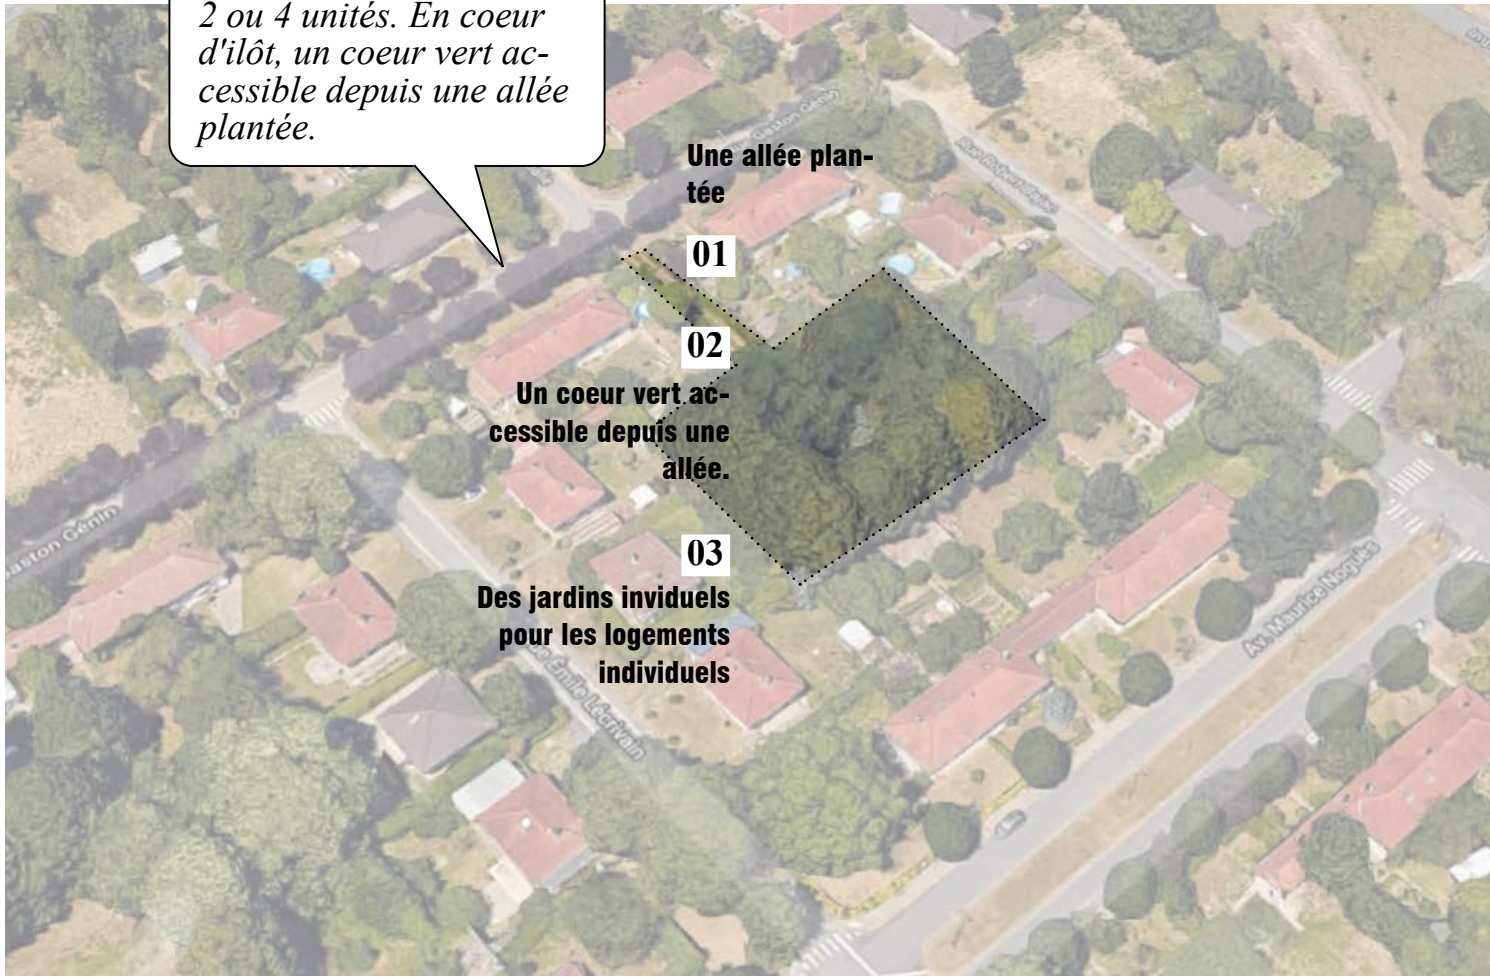 2 ou 4 unités. En coeur
d'ilôt, un coeur vert ac-
cessible depuis une allée
plantée.
Gaston Génin
Rue Robert Bajac
Une allée plan-
tée
01
02
Un coeur vert ac-
cessible depuis une
allée.
03
Des jardins inviduels
pour les logements
individuels
Gaston Génin
Émile Lécrivain
Av. Maurice Noguès